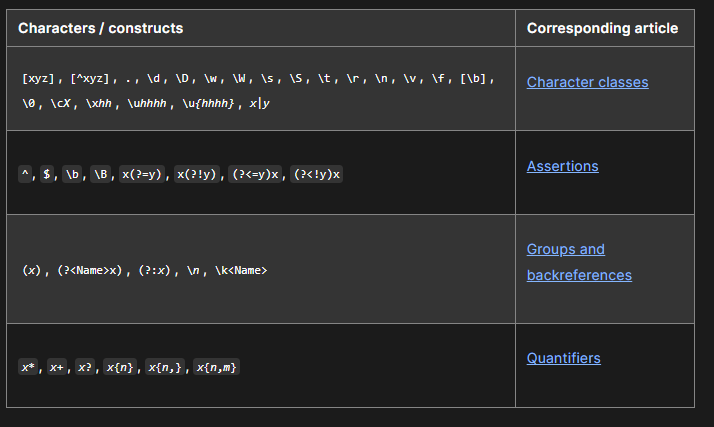 Characters / constructs
Corresponding article
[xyz], [^xyz], ., \d, \D, \w, \W, \s, \S, \t, \r, \n, \v, \f, [\b],
\0, \cX, \xhh, \uhhhh, \u{hhhh}, x|y
Character classes
^, $, \b, \B, x(?=y), x(?!y), (?<=y)x, (?<!y)x
Assertions
(x), (?<Name>x), (?:x), \n, \k<Name>
Groups and
backreferences
x*, x+, x?, x{n}, x{n,}, x{n,m}
Quantifiers